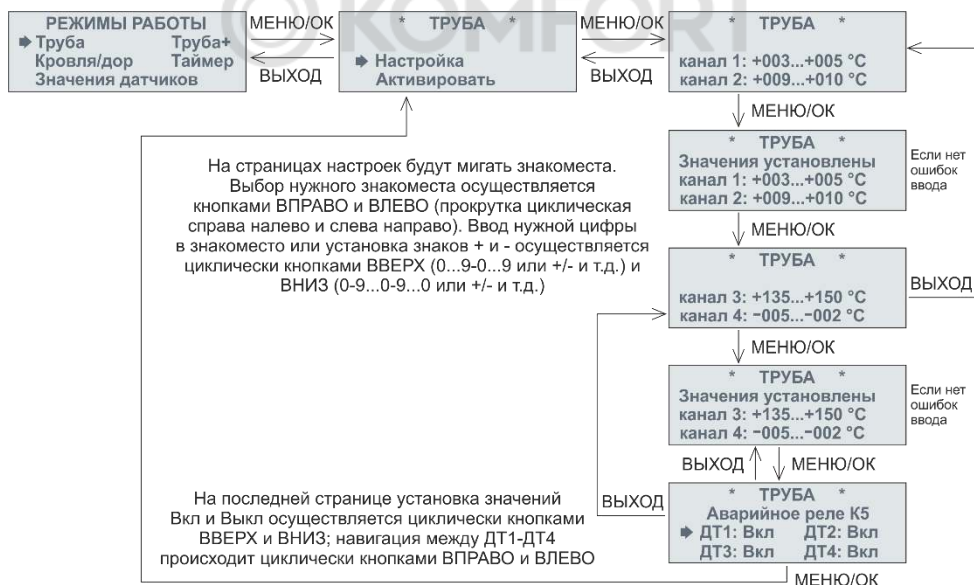 KOMFORT
РЕЖИМЫ РАБОТЫ
Труба Труба+
Кровля/дор Таймер
Значения датчиков
МЕНЮ/ОК
ВЫХОД
* ТРУБА *
Настройка
Активировать
МЕНЮ/ОК
ВЫХОД
* ТРУБА *
канал 1: +003...+005 °C
канал 2: +009...+010 °C
МЕНЮ/ОК
* ТРУБА *
Значения установлены
канал 1: +003...+005 °C
канал 2: +009...+010 °C
Если нет
ошибок
ввода
На страницах настроек будут мигать знакоместа.
Выбор нужного знакоместа осуществляется
кнопками ВПРАВО и ВЛЕВО (прокрутка циклическая
справа налево и слева направо). Ввод нужной цифры
в знакоместо или установка знаков + и - осуществляется
циклически кнопками ВВЕРХ (0...9-0...9 или +/- и т.д.) и
ВНИЗ (0-9...0-9...0 или +/- и т.д.)
МЕНЮ/ОК
* ТРУБА *
канал 3: +135...+150 °C
канал 4: -005...-002 °C
ВЫХОД
МЕНЮ/ОК
* ТРУБА *
Значения установлены
канал 3: +135...+150 °C
канал 4: -005...-002 °C
Если нет
ошибок
ввода
ВЫХОД
МЕНЮ/ОК
На последней странице установка значений
Вкл и Выкл осуществляется циклически кнопками
ВВЕРХ и ВНИЗ; навигация между ДТ1-ДТ4
происходит циклически кнопками ВПРАВО и ВЛЕВО
ВЫХОД
* ТРУБА *
Аварийное реле К5
ДТ1: Вкл ДТ2: Вкл
ДТ3: Вкл ДТ4: Вкл
МЕНЮ/ОК